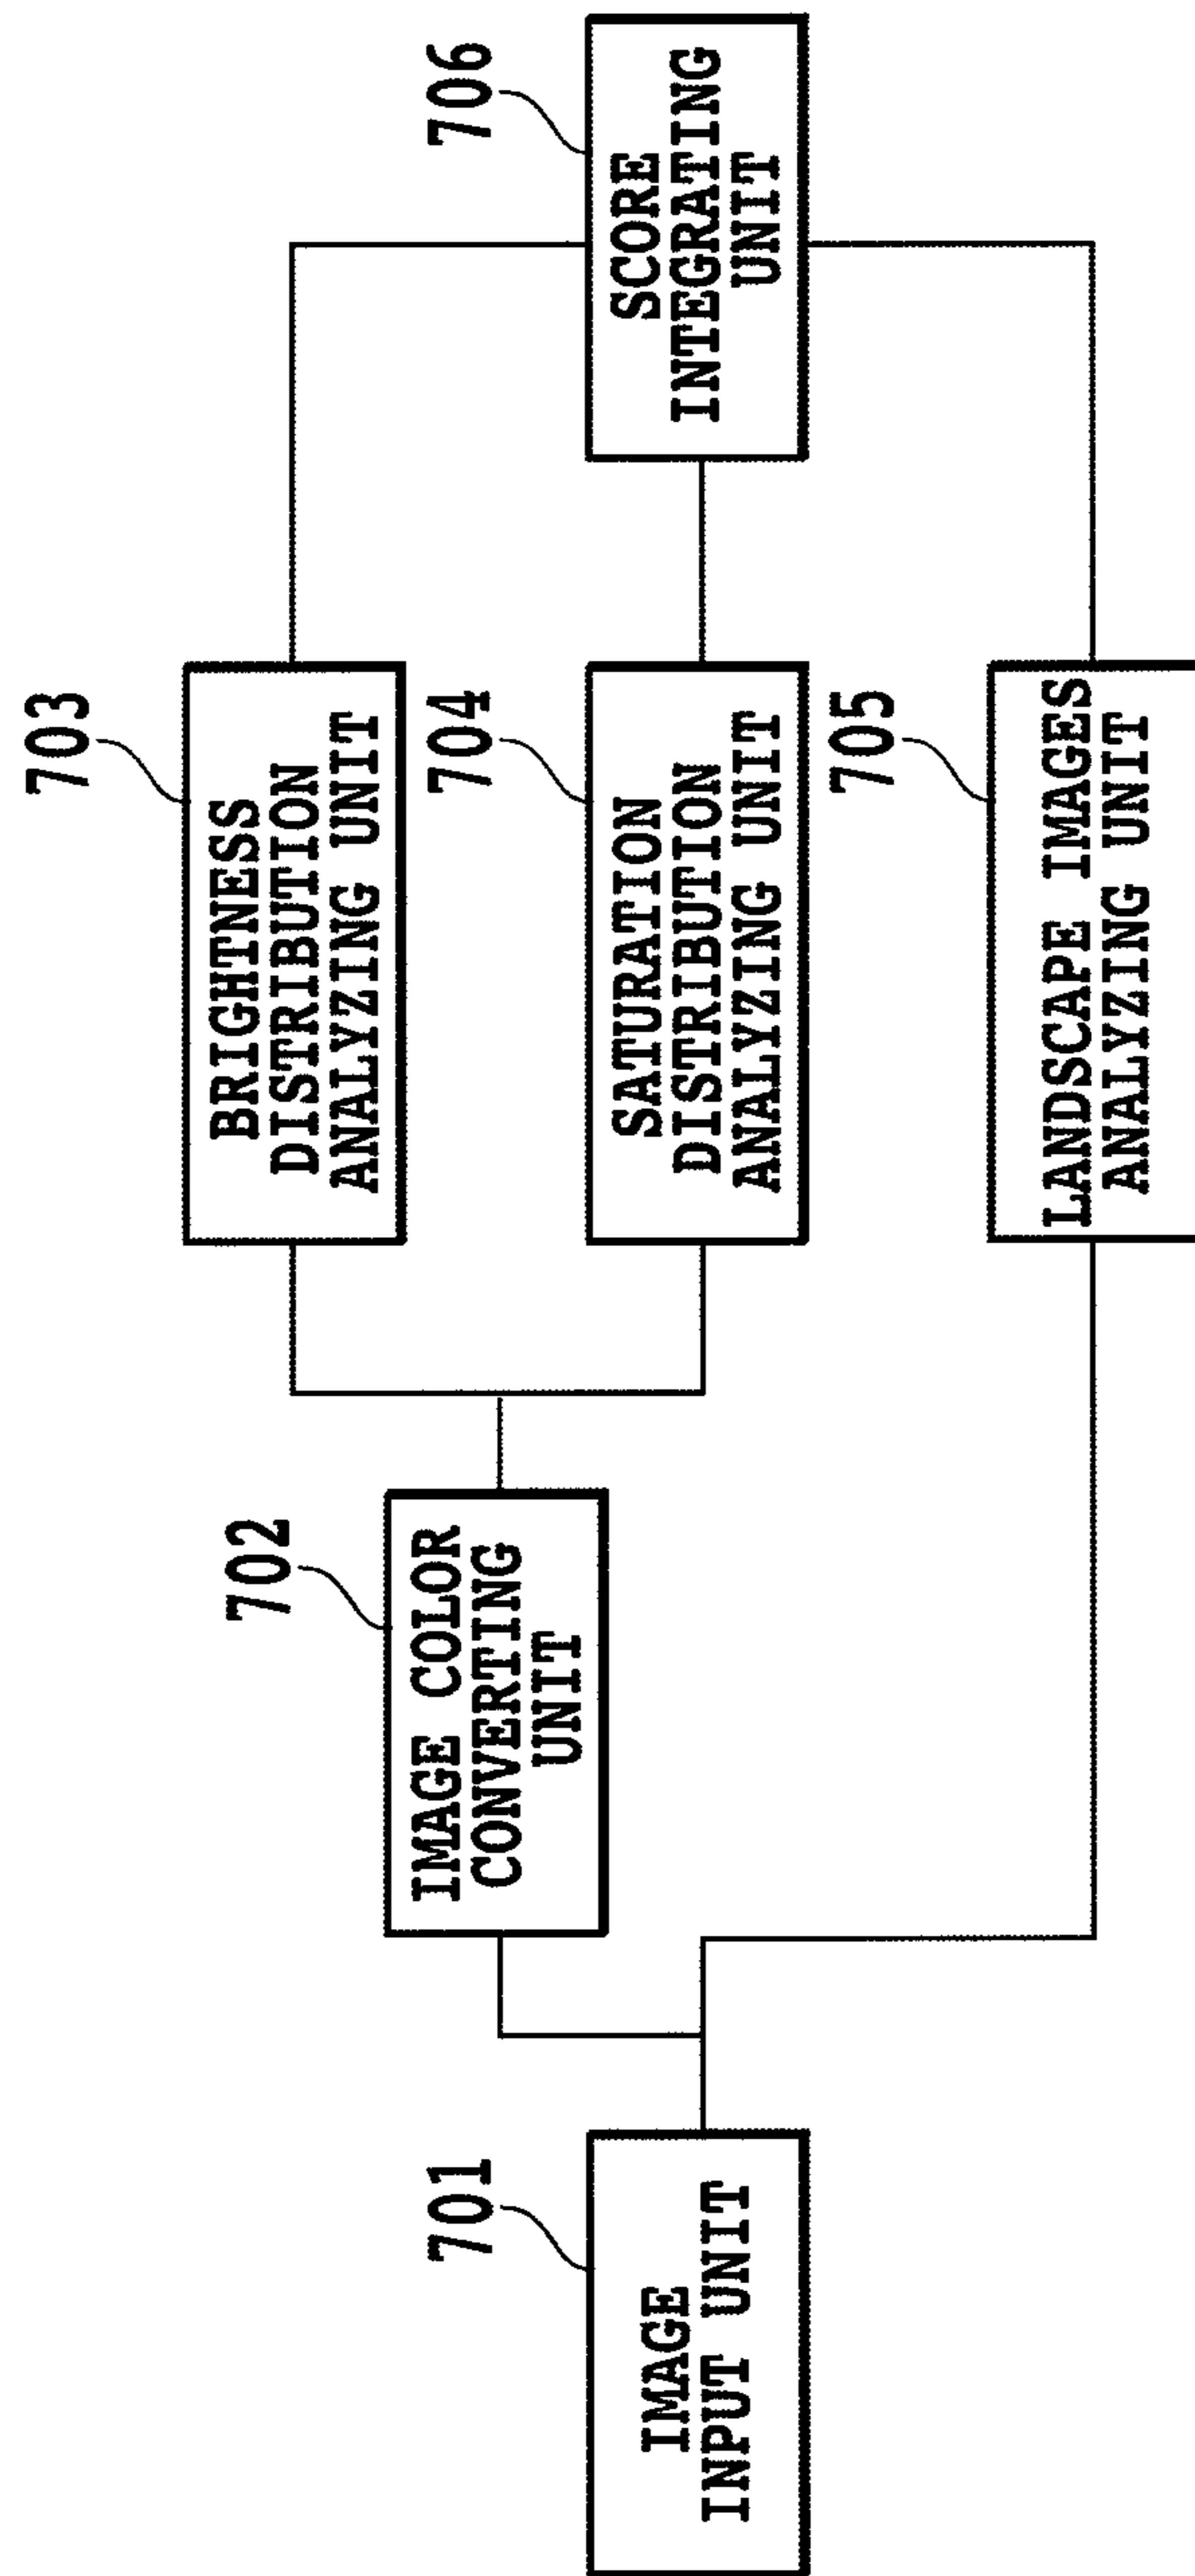 701
IMAGE
INPUT UNIT
702
IMAGE COLOR
CONVERTING
UNIT
703
BRIGHTNESS
DISTRIBUTION
ANALYZING UNIT
704
SATURATION
DISTRIBUTION
ANALYZING UNIT
705
LANDSCAPE IMAGES
ANALYZING UNIT
706
SCORE
INTEGRATING
UNIT